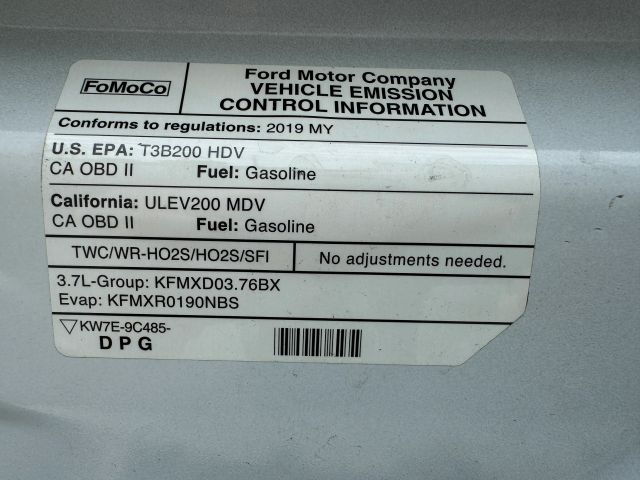 FoMoCo
Ford Motor Company
VEHICLE EMISSION
CONTROL INFORMATION
Conforms to regulations: 2019 MY
U.S. EPA: T3B200 HDV
CA OBD II Fuel: Gasoline
California: ULEV200 MDV
CA OBD II Fuel: Gasoline
TWC/WR-HO2S/HO2S/SFI No adjustments needed.
3.7L-Group: KFMXD03.76BX
Evap: KFMXR0190NBS
KW7E-9C485-
DPG